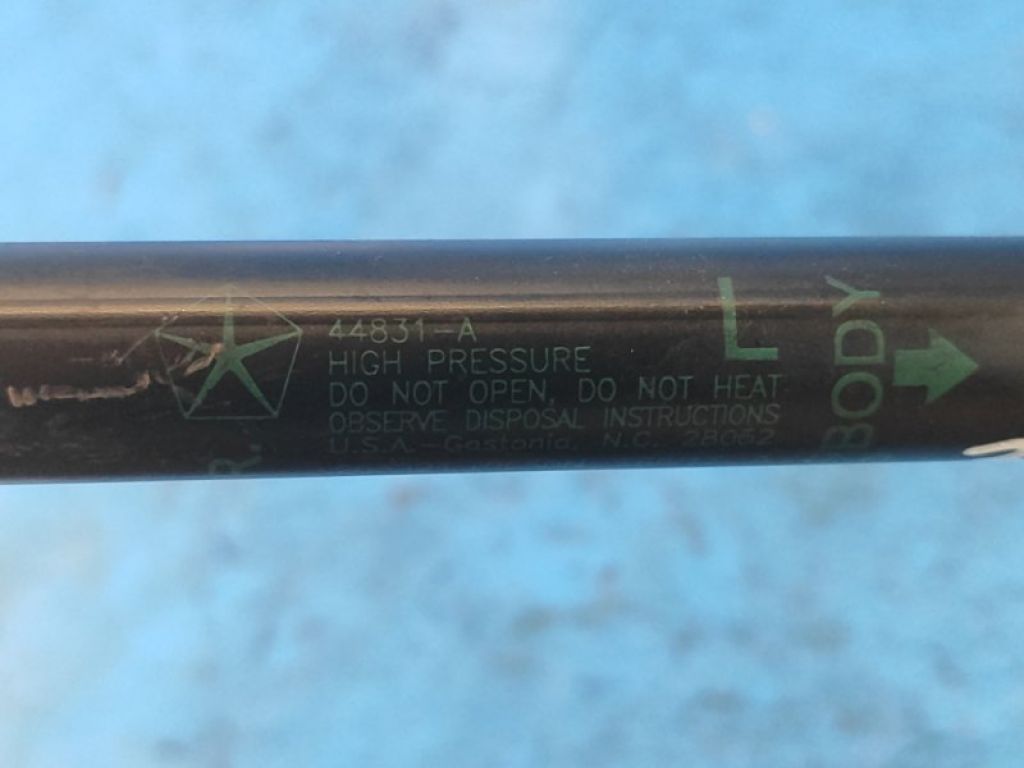 44831-A
HIGH PRESSURE
DO NOT OPEN, DO NOT HEAT
OBSERVE DISPOSAL INSTRUCTIONS
U.S.A.-Gastonia, N.C. 28052
L
BODY
R.